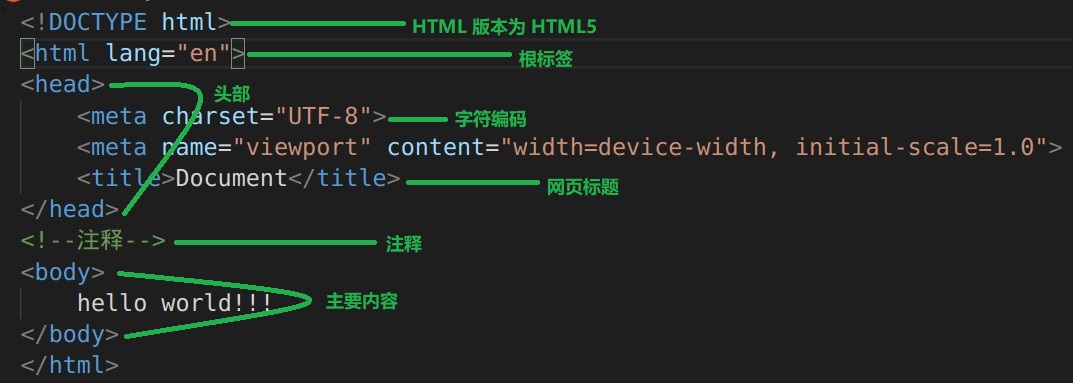 <!DOCTYPE html> HTML 版本为 HTML5
<html lang="en"> 根标签
<head> 头部
<meta charset="UTF-8"> 字符编码
<meta name="viewport" content="width=device-width, initial-scale=1.0">
<title>Document</title> 网页标题
</head>
<!--注释--> 注释
<body>
hello world!!! 主要内容
</body>
</html>